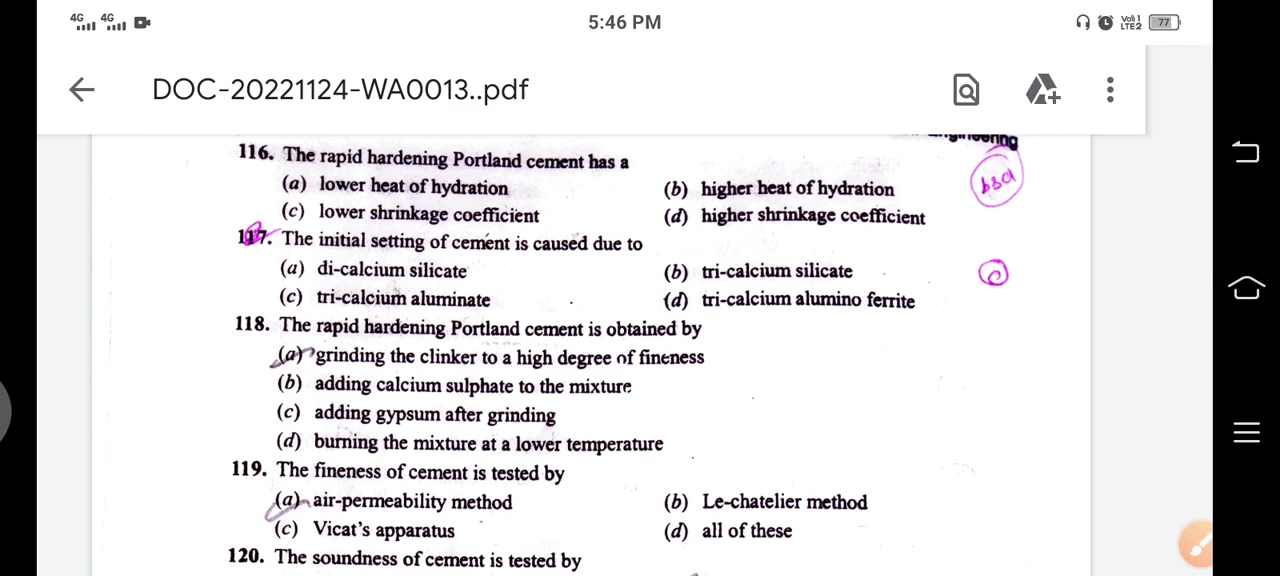 4G 4G 5:46 PM Vo)) 1 LTE2 77
DOC-20221124-WA0013..pdf
Engineering
116. The rapid hardening Portland cement has a
(a) lower heat of hydration (b) higher heat of hydration
b&d
(c) lower shrinkage coefficient (d) higher shrinkage coefficient
117. The initial setting of cement is caused due to
(a) di-calcium silicate (b) tri-calcium silicate
c
(c) tri-calcium aluminate (d) tri-calcium alumino ferrite
118. The rapid hardening Portland cement is obtained by
(a) grinding the clinker to a high degree of fineness
(b) adding calcium sulphate to the mixture
(c) adding gypsum after grinding
(d) burning the mixture at a lower temperature
119. The fineness of cement is tested by
(a) air-permeability method (b) Le-chatelier method
(c) Vicat's apparatus (d) all of these
120. The soundness of cement is tested by